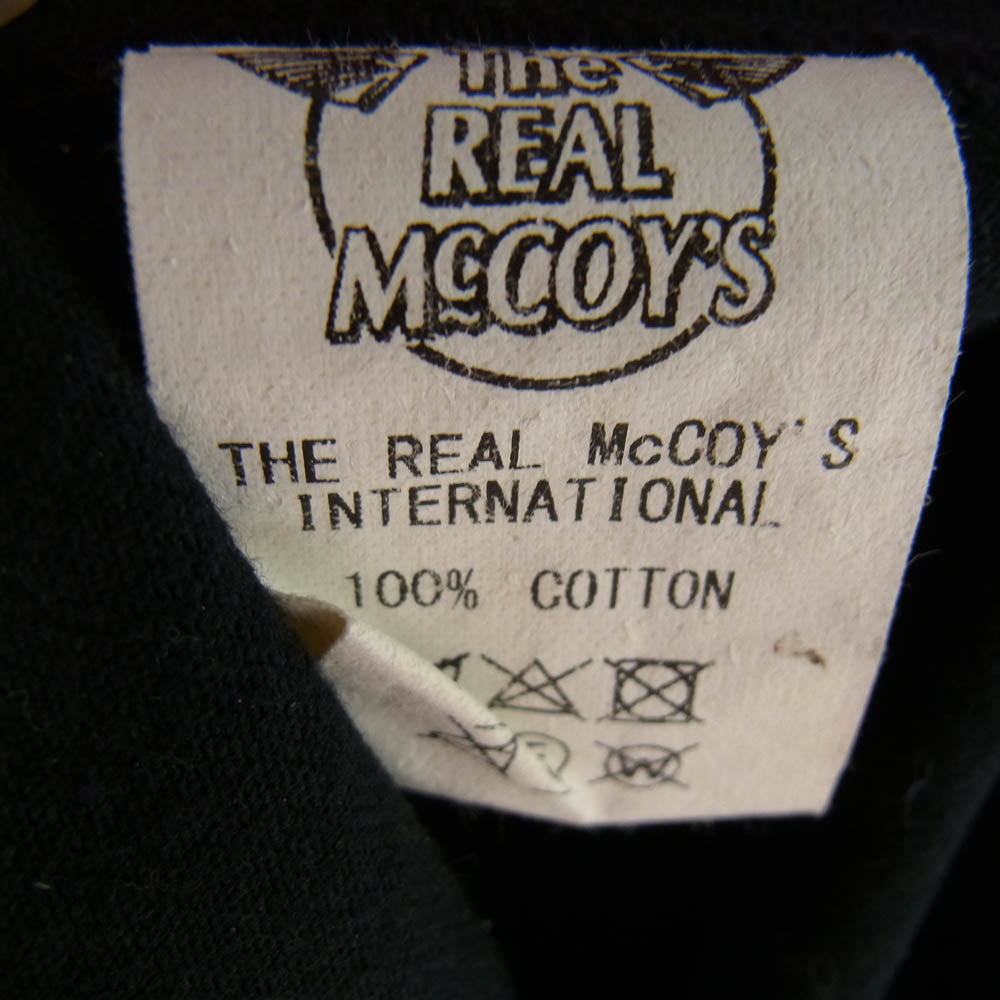 The
REAL
McCOY'S
THE REAL McCOY'S
INTERNATIONAL
100% COTTON
W